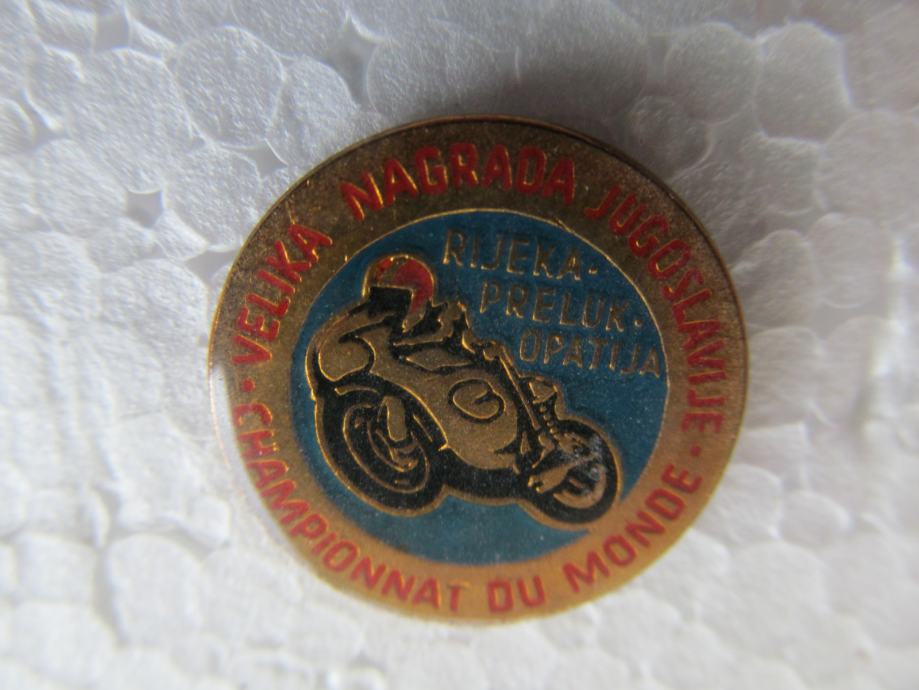 VELIKA NAGRADA JUGOSLAVIJE
• CHAMPIONNAT DU MONDE •
RIJEKA-
PRELUK-
OPATIJA